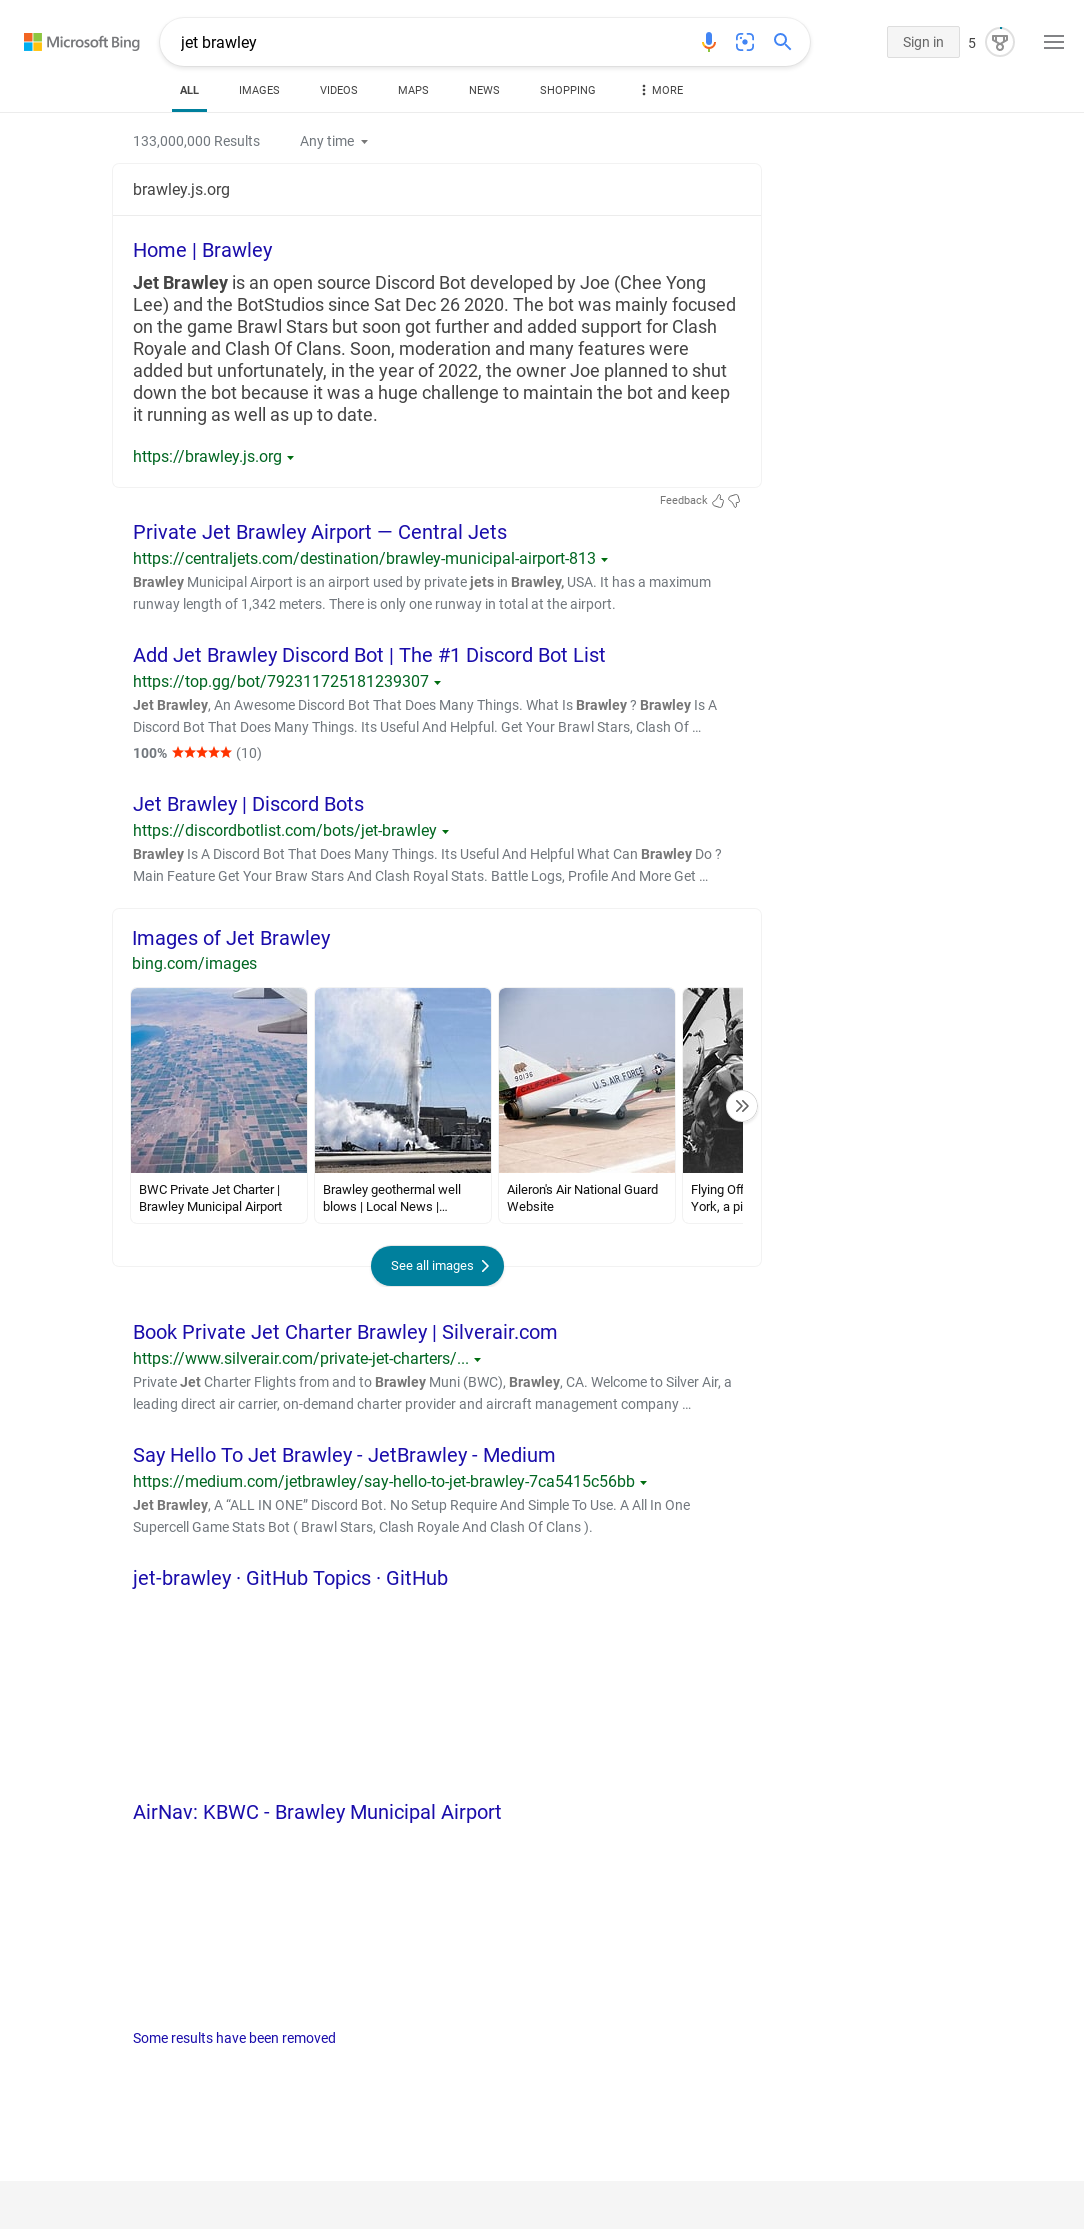 Microsoft Bing
jet brawley
Sign in
5
ALL
IMAGES
VIDEOS
MAPS
NEWS
SHOPPING
MORE
133,000,000 Results
Any time
brawley.js.org
Home | Brawley
Jet Brawley is an open source Discord Bot developed by Joe (Chee Yong
Lee) and the BotStudios since Sat Dec 26 2020. The bot was mainly focused
on the game Brawl Stars but soon got further and added support for Clash
Royale and Clash Of Clans. Soon, moderation and many features were
added but unfortunately, in the year of 2022, the owner Joe planned to shut
down the bot because it was a huge challenge to maintain the bot and keep
it running as well as up to date.
https://brawley.js.org
Feedback
Private Jet Brawley Airport — Central Jets
https://centraljets.com/destination/brawley-municipal-airport-813
Brawley Municipal Airport is an airport used by private jets in Brawley, USA. It has a maximum
runway length of 1,342 meters. There is only one runway in total at the airport.
Add Jet Brawley Discord Bot | The #1 Discord Bot List
https://top.gg/bot/792311725181239307
Jet Brawley, An Awesome Discord Bot That Does Many Things. What Is Brawley ? Brawley Is A
Discord Bot That Does Many Things. Its Useful And Helpful. Get Your Brawl Stars, Clash Of ...
100% ★★★★★ (10)
Jet Brawley | Discord Bots
https://discordbotlist.com/bots/jet-brawley
Brawley Is A Discord Bot That Does Many Things. Its Useful And Helpful What Can Brawley Do ?
Main Feature Get Your Braw Stars And Clash Royal Stats. Battle Logs, Profile And More Get ...
Images of Jet Brawley
bing.com/images
90136
CALIFORNIA
U.S. AIR FORCE
BWC Private Jet Charter |
Brawley Municipal Airport
Brawley geothermal well
blows | Local News |...
Aileron's Air National Guard
Website
Flying Off
York, a pi
See all images
Book Private Jet Charter Brawley | Silverair.com
https://www.silverair.com/private-jet-charters/...
Private Jet Charter Flights from and to Brawley Muni (BWC), Brawley, CA. Welcome to Silver Air, a
leading direct air carrier, on-demand charter provider and aircraft management company ...
Say Hello To Jet Brawley - JetBrawley - Medium
https://medium.com/jetbrawley/say-hello-to-jet-brawley-7ca5415c56bb
Jet Brawley, A “ALL IN ONE” Discord Bot. No Setup Require And Simple To Use. A All In One
Supercell Game Stats Bot ( Brawl Stars, Clash Royale And Clash Of Clans ).
jet-brawley · GitHub Topics · GitHub
AirNav: KBWC - Brawley Municipal Airport
Some results have been removed